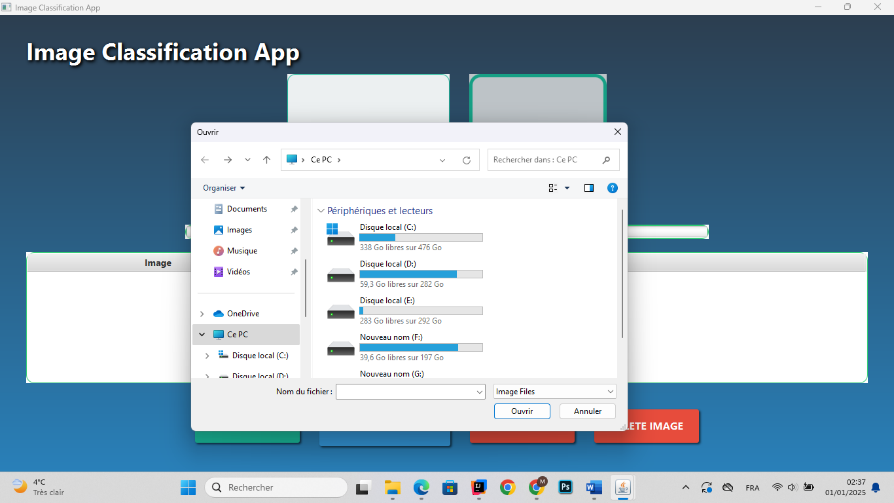 Image Classification App
Image Classification App
Ouvrir
Ce PC
Rechercher dans : Ce PC
Organiser
Documents
Images
Musique
Vidéos
OneDrive
Ce PC
Disque local (C:)
Disque local (D:)
Périphériques et lecteurs
Disque local (C:)
338 Go libres sur 476 Go
Disque local (D:)
59,3 Go libres sur 282 Go
Disque local (E:)
283 Go libres sur 292 Go
Nouveau nom (F:)
39,6 Go libres sur 197 Go
Nouveau nom (G:)
Nom du fichier :
Image Files
Ouvrir
Annuler
Image
LETE IMAGE
4°C
Très clair
Rechercher
M
FRA
02:37
01/01/2025